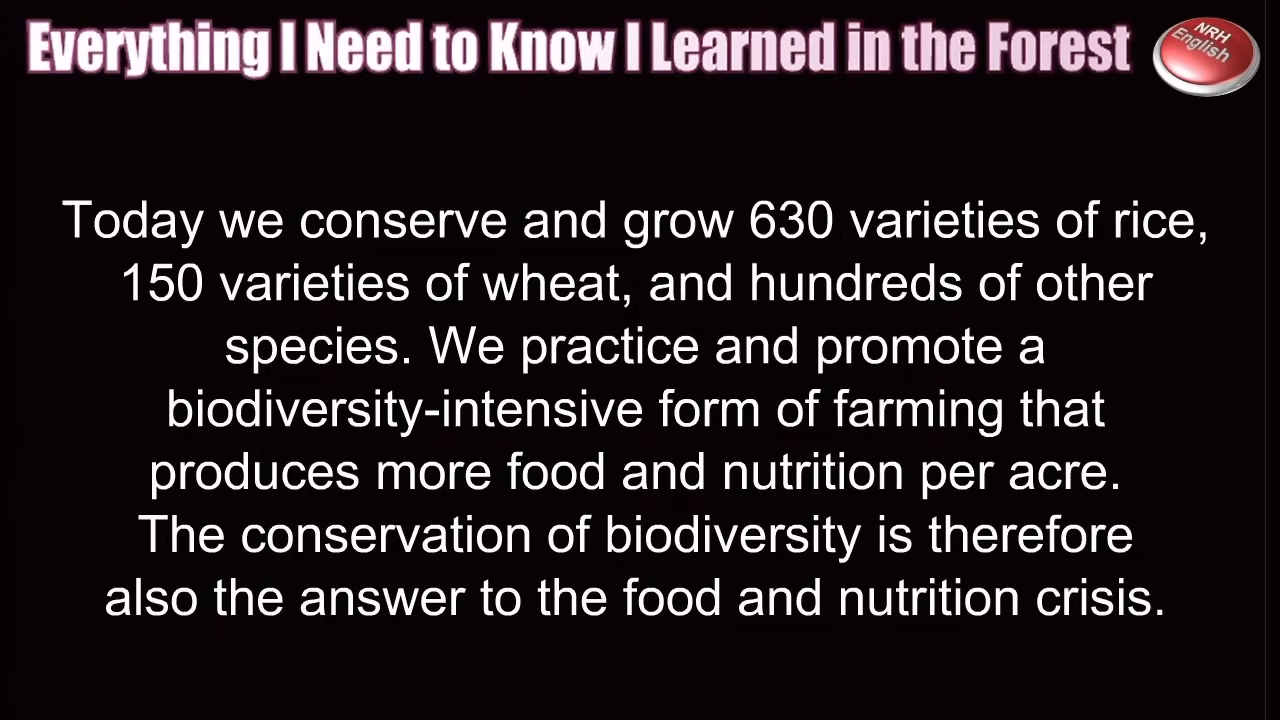 Everything I Need to Know I Learned in the Forest
NRH
English
Today we conserve and grow 630 varieties of rice,
150 varieties of wheat, and hundreds of other
species. We practice and promote a
biodiversity-intensive form of farming that
produces more food and nutrition per acre.
The conservation of biodiversity is therefore
also the answer to the food and nutrition crisis.